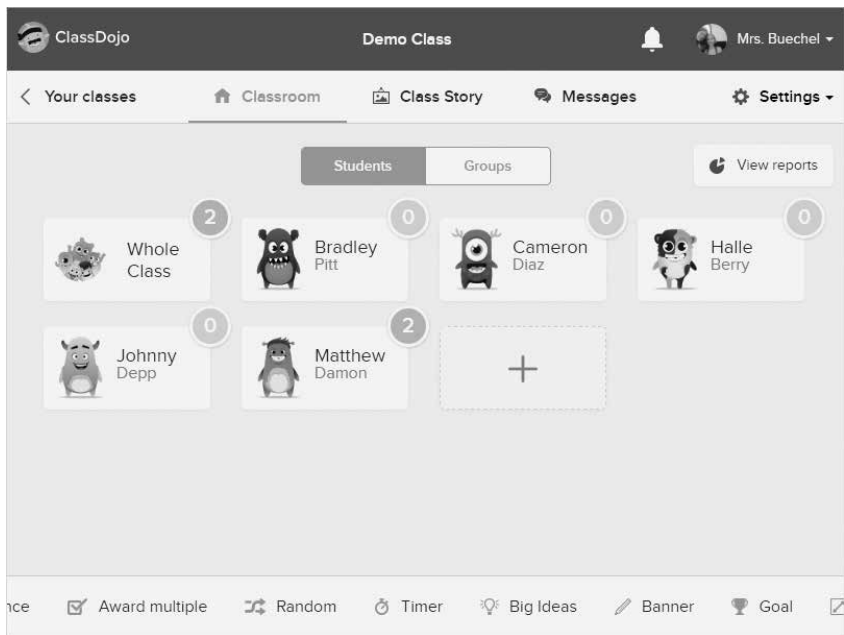 ClassDojo
Demo Class
Mrs. Buechel
Your classes
Classroom
Class Story
Messages
Settings
Students
Groups
View reports
2
Whole
Class
0
Bradley
Pitt
0
Cameron
Diaz
0
Halle
Berry
0
Johnny
Depp
2
Matthew
Damon
+
nce
Award multiple
Random
Timer
Big Ideas
Banner
Goal